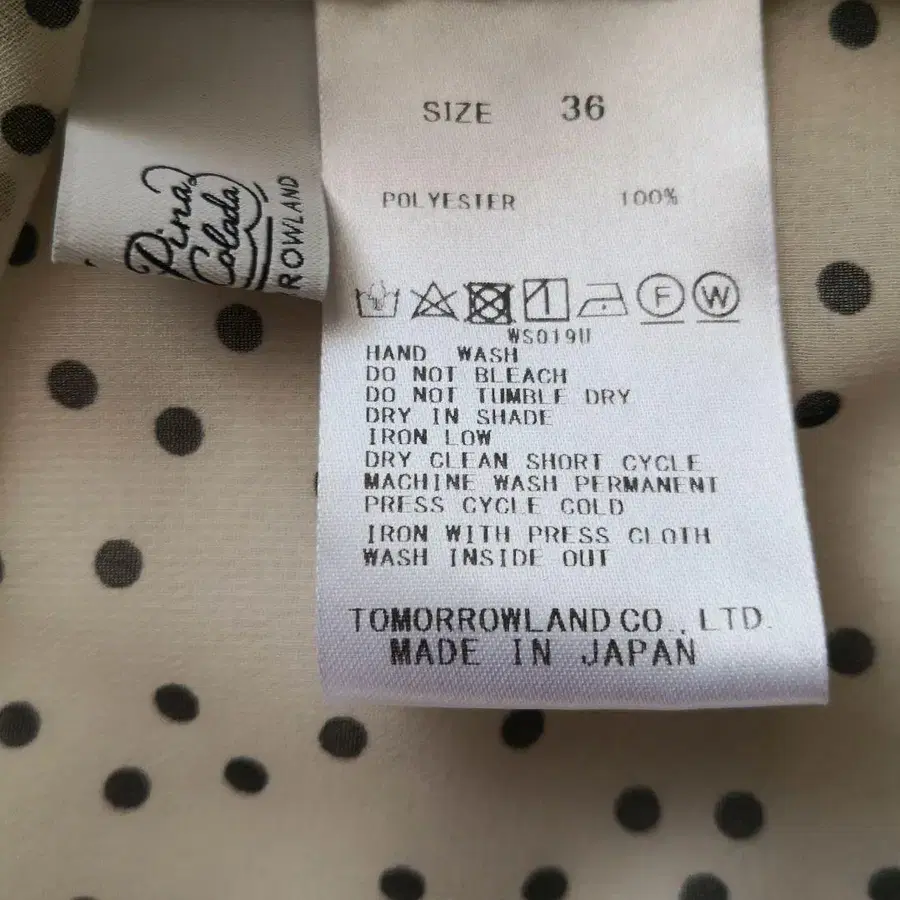 Pina
Colada
ROWLAND
SIZE 36
POLYESTER 100%
F W
WS019U
HAND WASH
DO NOT BLEACH
DO NOT TUMBLE DRY
DRY IN SHADE
IRON LOW
DRY CLEAN SHORT CYCLE
MACHINE WASH PERMANENT
PRESS CYCLE COLD
IRON WITH PRESS CLOTH
WASH INSIDE OUT
TOMORROWLAND CO., LTD.
MADE IN JAPAN